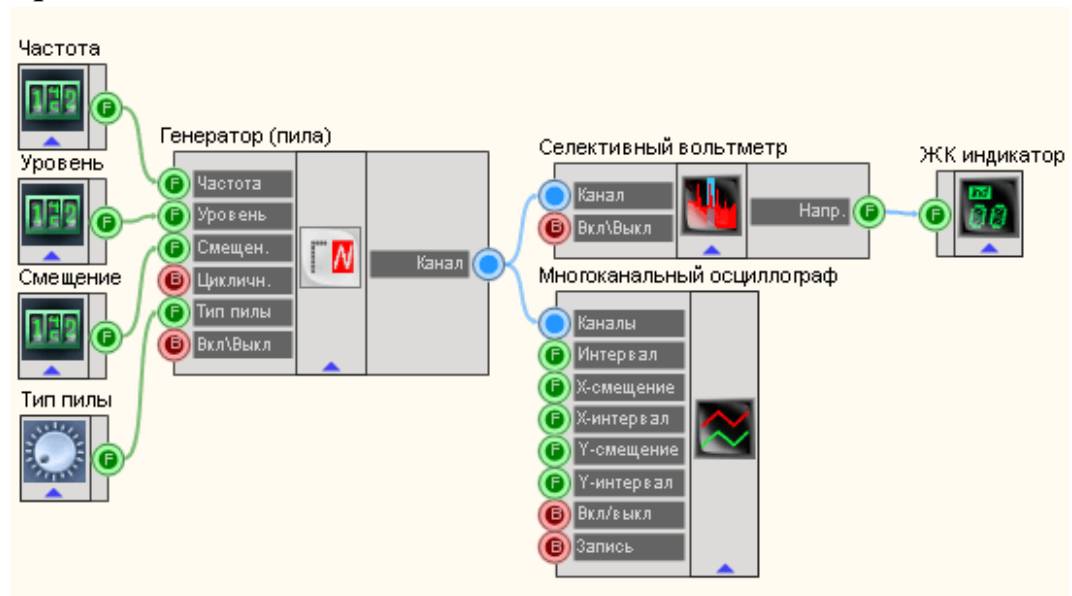 Частота
F
Генератор (пила)
F Частота
F Уровень
F Смещен.
B Цикличн.
F Тип пилы
B Вкл\Выкл
Канал
Уровень
F
Смещение
F
Тип пилы
F
Селективный вольтметр
Канал
B Вкл\Выкл
Напр. F
ЖК индикатор
F
Многоканальный осциллограф
Каналы
F Интервал
F X-смещение
F X-интервал
F Y-смещение
F Y-интервал
B Вкл/выкл
B Запись